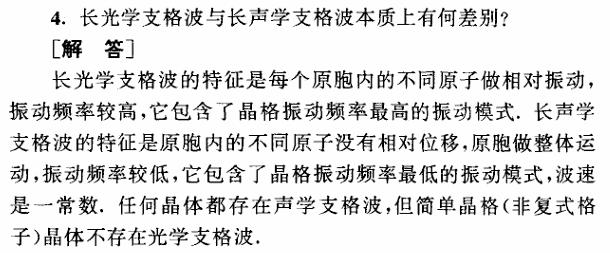 4. 长光学支格波与长声学支格波本质上有何差别?
[解 答]
长光学支格波的特征是每个原胞内的不同原子做相对振动,
振动频率较高,它包含了晶格振动频率最高的振动模式. 长声学
支格波的特征是原胞内的不同原子没有相对位移,原胞做整体运
动,振动频率较低,它包含了晶格振动频率最低的振动模式,波速
是一常数. 任何晶体都存在声学支格波,但简单晶格(非复式格
子)晶体不存在光学支格波.